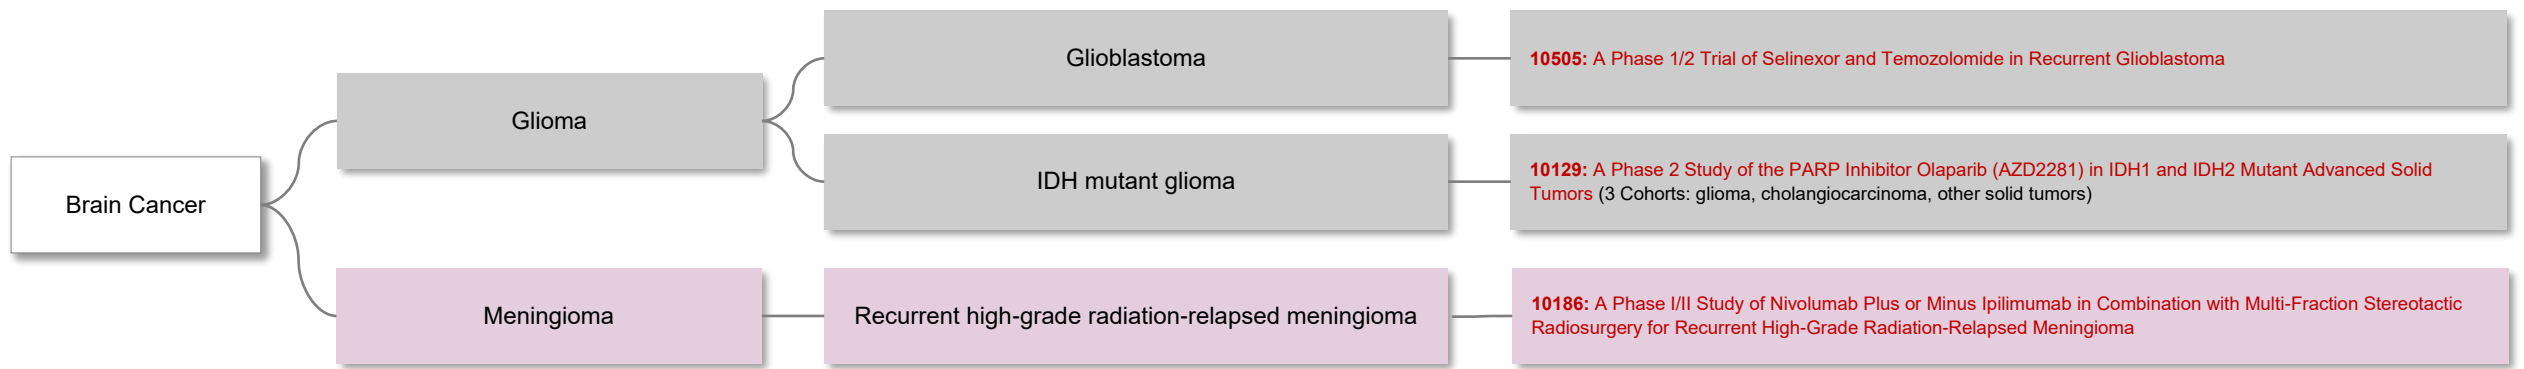 Brain Cancer
Glioma
Glioblastoma
10505: A Phase 1/2 Trial of Selinexor and Temozolomide in Recurrent Glioblastoma
IDH mutant glioma
10129: A Phase 2 Study of the PARP Inhibitor Olaparib (AZD2281) in IDH1 and IDH2 Mutant Advanced Solid
Tumors (3 Cohorts: glioma, cholangiocarcinoma, other solid tumors)
Meningioma
Recurrent high-grade radiation-relapsed meningioma
10186: A Phase I/II Study of Nivolumab Plus or Minus Ipilimumab in Combination with Multi-Fraction Stereotactic
Radiosurgery for Recurrent High-Grade Radiation-Relapsed Meningioma